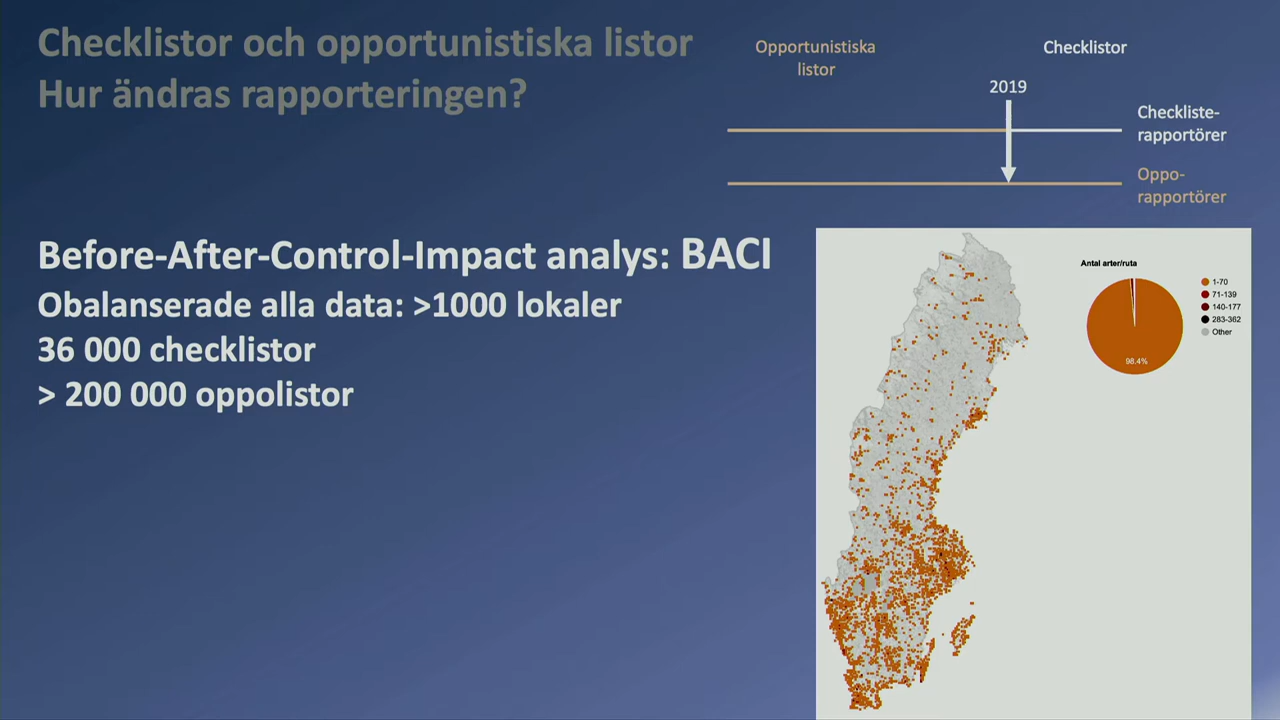 Checklistor och opportunistiska listor
Hur ändras rapporteringen?
Opportunistiska
listor
Checklistor
2019
Checkliste-
rapportörer
Oppo-
rapportörer
Before-After-Control-Impact analys: BACI
Obalanserade alla data: >1000 lokaler
36 000 checklistor
> 200 000 oppolistor
Antal arter/ruta
1-70
71-139
140-177
283-362
Other
98.4%